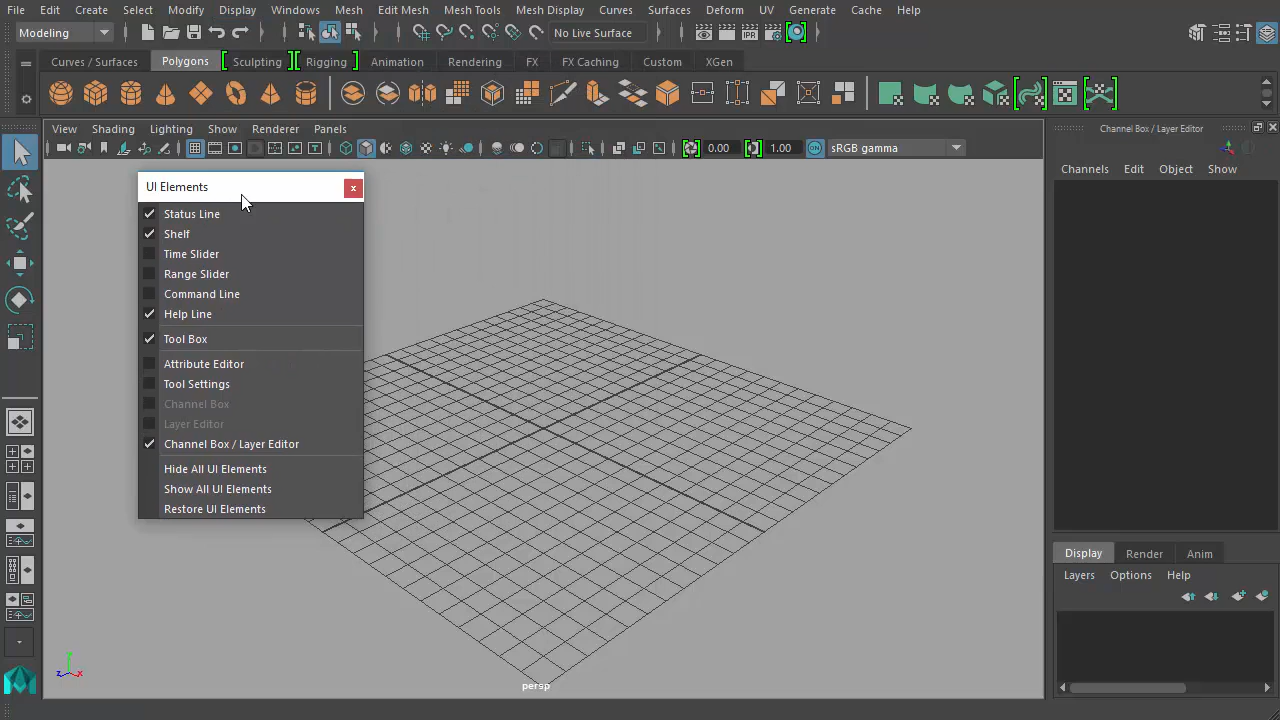 File Edit Create Select Modify Display Windows Mesh Edit Mesh Mesh Tools Mesh Display Curves Surfaces Deform UV Generate Cache Help
Modeling No Live Surface IPR
Curves / Surfaces Polygons Sculpting Rigging Animation Rendering FX FX Caching Custom XGen
View Shading Lighting Show Renderer Panels
0.00 1.00 ON sRGB gamma
Channel Box / Layer Editor
Channels Edit Object Show
UI Elements x
Status Line
Shelf
Time Slider
Range Slider
Command Line
Help Line
Tool Box
Attribute Editor
Tool Settings
Channel Box
Layer Editor
Channel Box / Layer Editor
Hide All UI Elements
Show All UI Elements
Restore UI Elements
Display Render Anim
Layers Options Help
y
z x
persp